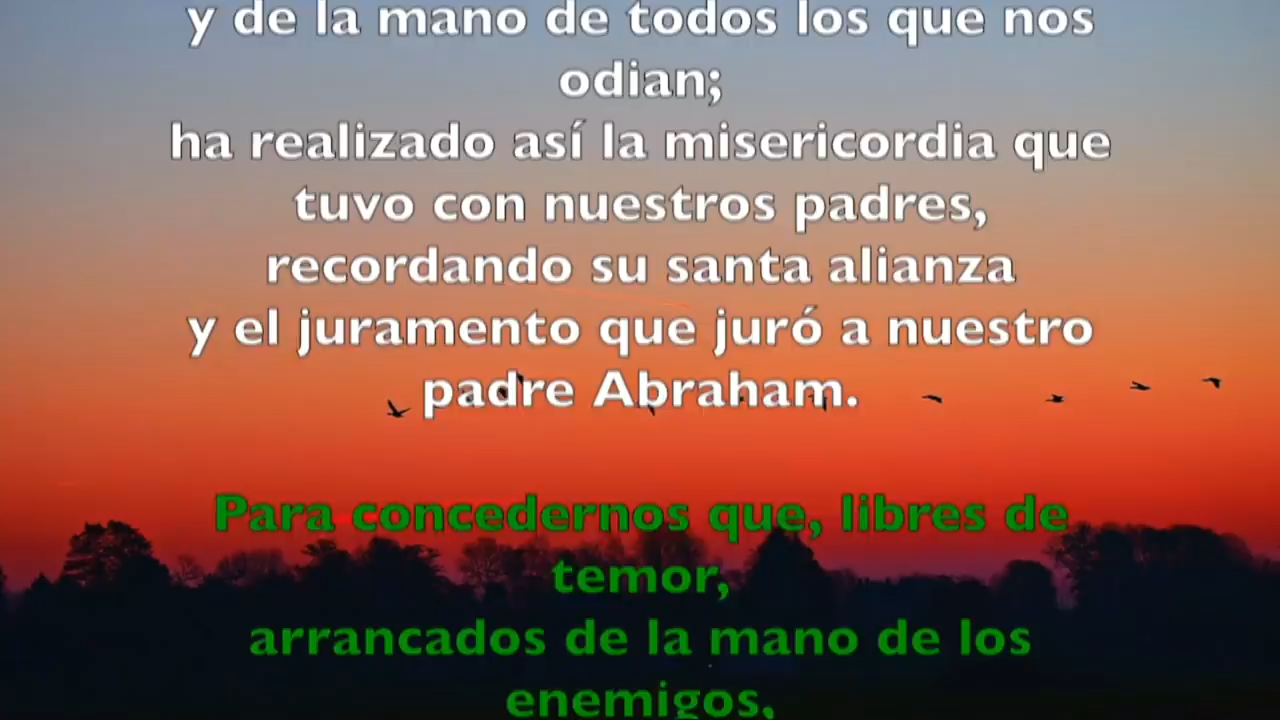 y de la mano de todos los que nos
odian;
ha realizado así la misericordia que
tuvo con nuestros padres,
recordando su santa alianza
y el juramento que juró a nuestro
padre Abraham.
Para concedernos que, libres de
temor,
arrancados de la mano de los
enemigos,